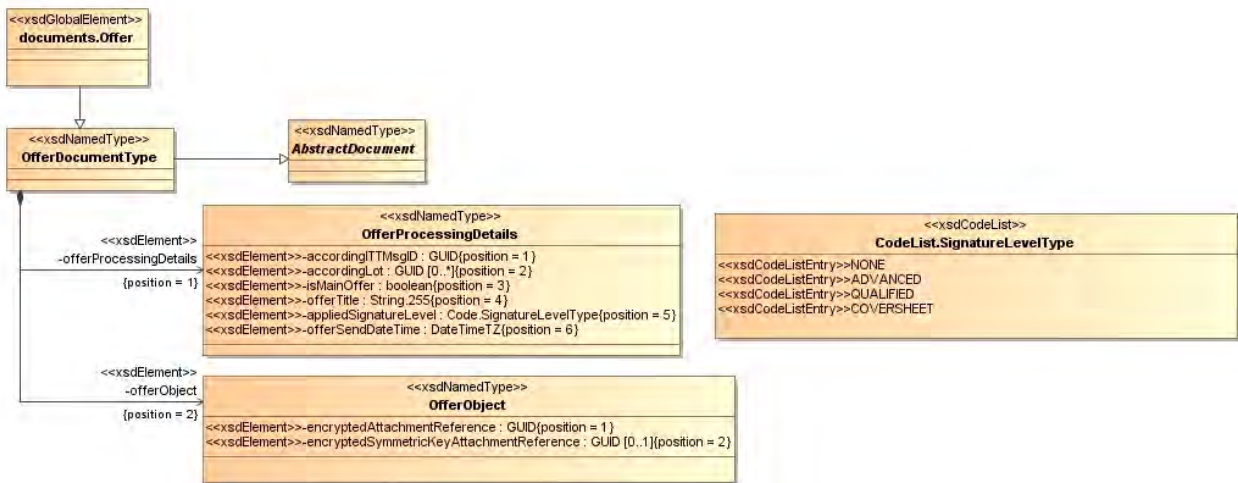 <<xsdGlobalElement>>
documents.Offer
<<xsdNamedType>>
OfferDocumentType
<<xsdNamedType>>
AbstractDocument
<<xsdElement>>
-offerProcessingDetails
{position = 1}
<<xsdNamedType>>
OfferProcessingDetails
<<xsdElement>>-accordingITTMsgID : GUID{position = 1}
<<xsdElement>>-accordingLot : GUID [0..*]{position = 2}
<<xsdElement>>-isMainOffer : boolean{position = 3}
<<xsdElement>>-offerTitle : String.255{position = 4}
<<xsdElement>>-appliedSignatureLevel : Code.SignatureLevelType{position = 5}
<<xsdElement>>-offerSendDateTime : DateTimeTZ{position = 6}
<<xsdCodeList>>
CodeList.SignatureLevelType
<<xsdCodeListEntry>>NONE
<<xsdCodeListEntry>>ADVANCED
<<xsdCodeListEntry>>QUALIFIED
<<xsdCodeListEntry>>COVERSHEET
<<xsdElement>>
-offerObject
{position = 2}
<<xsdNamedType>>
OfferObject
<<xsdElement>>-encryptedAttachmentReference : GUID{position = 1}
<<xsdElement>>-encryptedSymmetricKeyAttachmentReference : GUID [0..1]{position = 2}